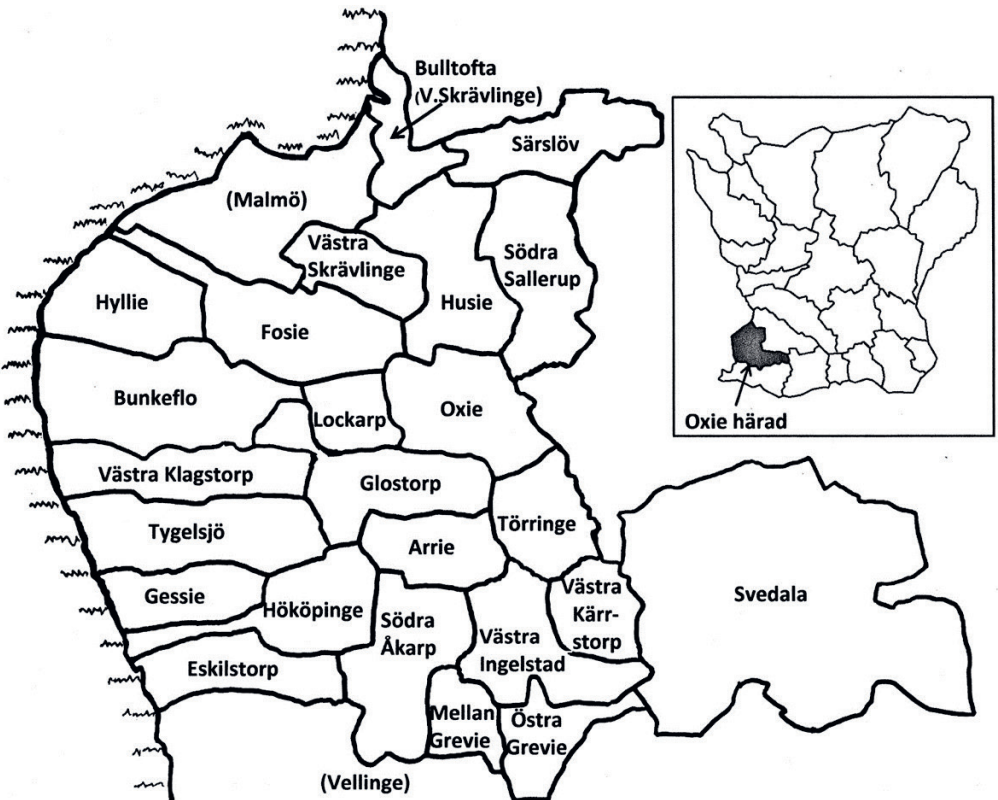 Bulltofta
(V.Skrävlinge)
Särslöv
(Malmö)
Västra
Skrävlinge
Södra
Sallerup
Hyllie
Fosie
Husie
Bunkeflo
Lockarp
Oxie
Oxie härad
Västra Klagstorp
Glostorp
Tygelsjö
Törringe
Arrie
Gessie
Hököpinge
Södra
Åkarp
Västra
Kärr-
storp
Svedala
Västra
Ingelstad
Eskilstorp
Mellan
Grevie
Östra
Grevie
(Vellinge)